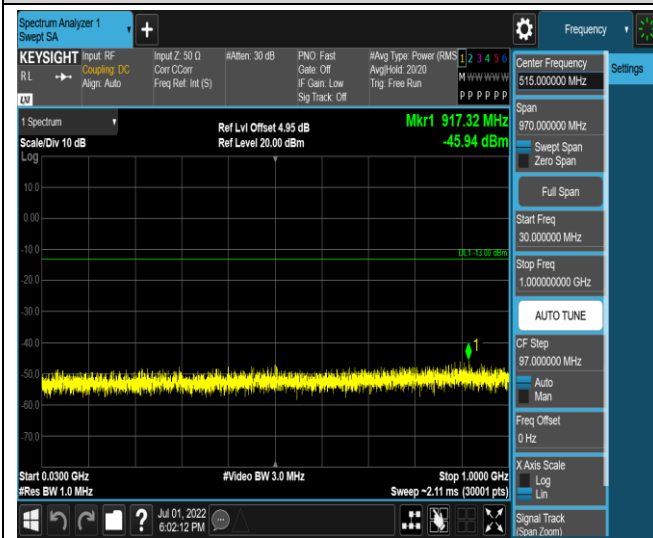 Spectrum Analyzer 1
Swept SA
+
Frequency
KEYSIGHT
RL
LXI
Input: RF
Coupling: DC
Align: Auto
Input Z: 50 Ω
Corr CCorr
Freq Ref: Int (S)
#Atten: 30 dB
PNO: Fast
Gate: Off
IF Gain: Low
Sig Track: Off
#Avg Type: Power (RMS
Avg|Hold: 20/20
Trig: Free Run
1 2 3 4 5 6
M W W W W W
P P P P P P
Center Frequency
515.000000 MHz
Settings
Span
970.000000 MHz
Swept Span
Zero Span
Full Span
Start Freq
30.000000 MHz
Stop Freq
1.000000000 GHz
AUTO TUNE
CF Step
97.000000 MHz
Auto
Man
Freq Offset
0 Hz
X Axis Scale
Log
Lin
Signal Track
(Span Zoom)
1 Spectrum
Scale/Div 10 dB
Log
Ref Lvl Offset 4.95 dB
Ref Level 20.00 dBm
Mkr1 917.32 MHz
-45.94 dBm
10.0
0.00
-10.0
DL1 -13.00 dBm
-20.0
-30.0
-40.0
1
-50.0
-60.0
-70.0
Start 0.0300 GHz
#Res BW 1.0 MHz
#Video BW 3.0 MHz
Stop 1.0000 GHz
Sweep ~2.11 ms (30001 pts)
?
Jul 01, 2022
6:02:12 PM